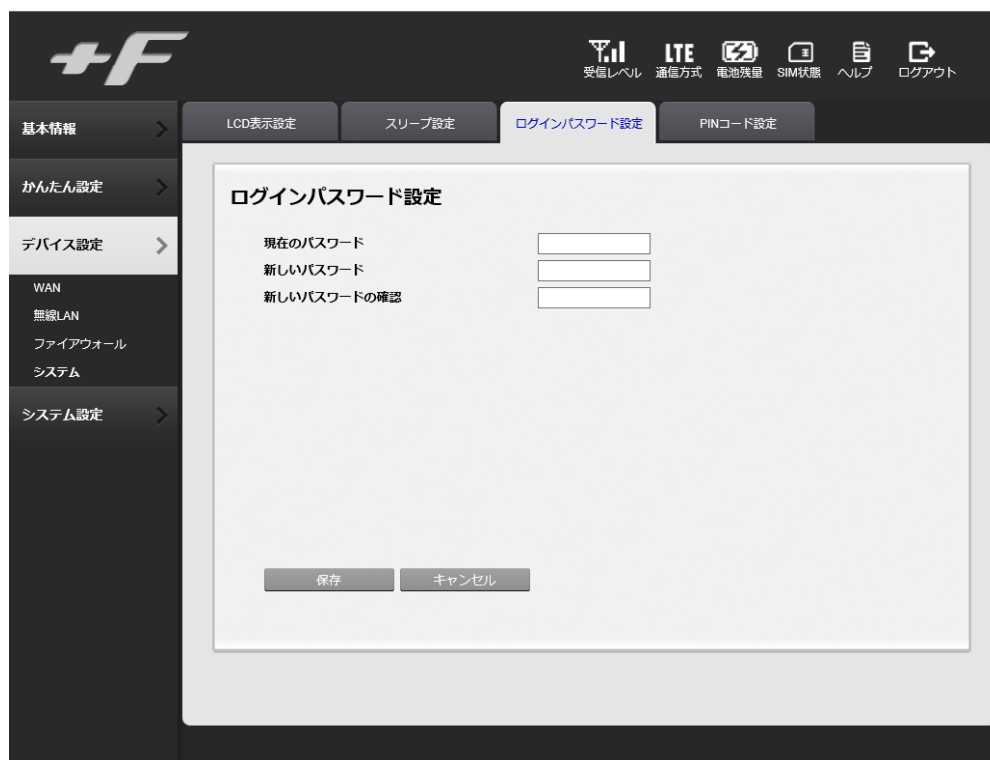 +F
受信レベル
LTE
通信方式
電池残量
SIM状態
ヘルプ
ログアウト
基本情報
かんたん設定
デバイス設定
WAN
無線LAN
ファイアウォール
システム
システム設定
LCD表示設定
スリープ設定
ログインパスワード設定
PINコード設定
ログインパスワード設定
現在のパスワード
新しいパスワード
新しいパスワードの確認
保存
キャンセル